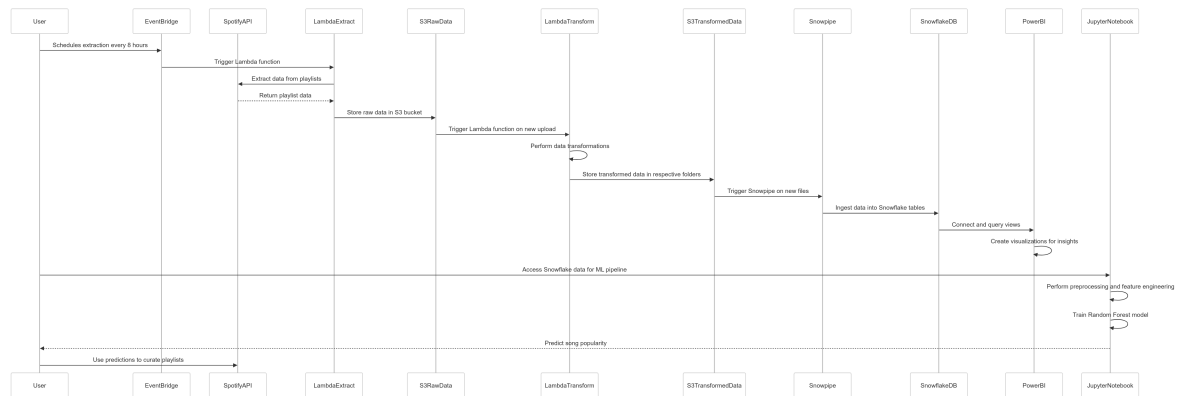 User
EventBridge
SpotifyAPI
LambdaExtract
S3RawData
LambdaTransform
S3TransformedData
Snowpipe
SnowflakeDB
PowerBI
JupyterNotebook
Schedules extraction every 8 hours
Trigger Lambda function
Extract data from playlists
Return playlist data
Store raw data in S3 bucket
Trigger Lambda function on new upload
Perform data transformations
Store transformed data in respective folders
Trigger Snowpipe on new files
Ingest data into Snowflake tables
Connect and query views
Create visualizations for insights
Access Snowflake data for ML pipeline
Perform preprocessing and feature engineering
Train Random Forest model
Predict song popularity
Use predictions to curate playlists
User
EventBridge
SpotifyAPI
LambdaExtract
S3RawData
LambdaTransform
S3TransformedData
Snowpipe
SnowflakeDB
PowerBI
JupyterNotebook